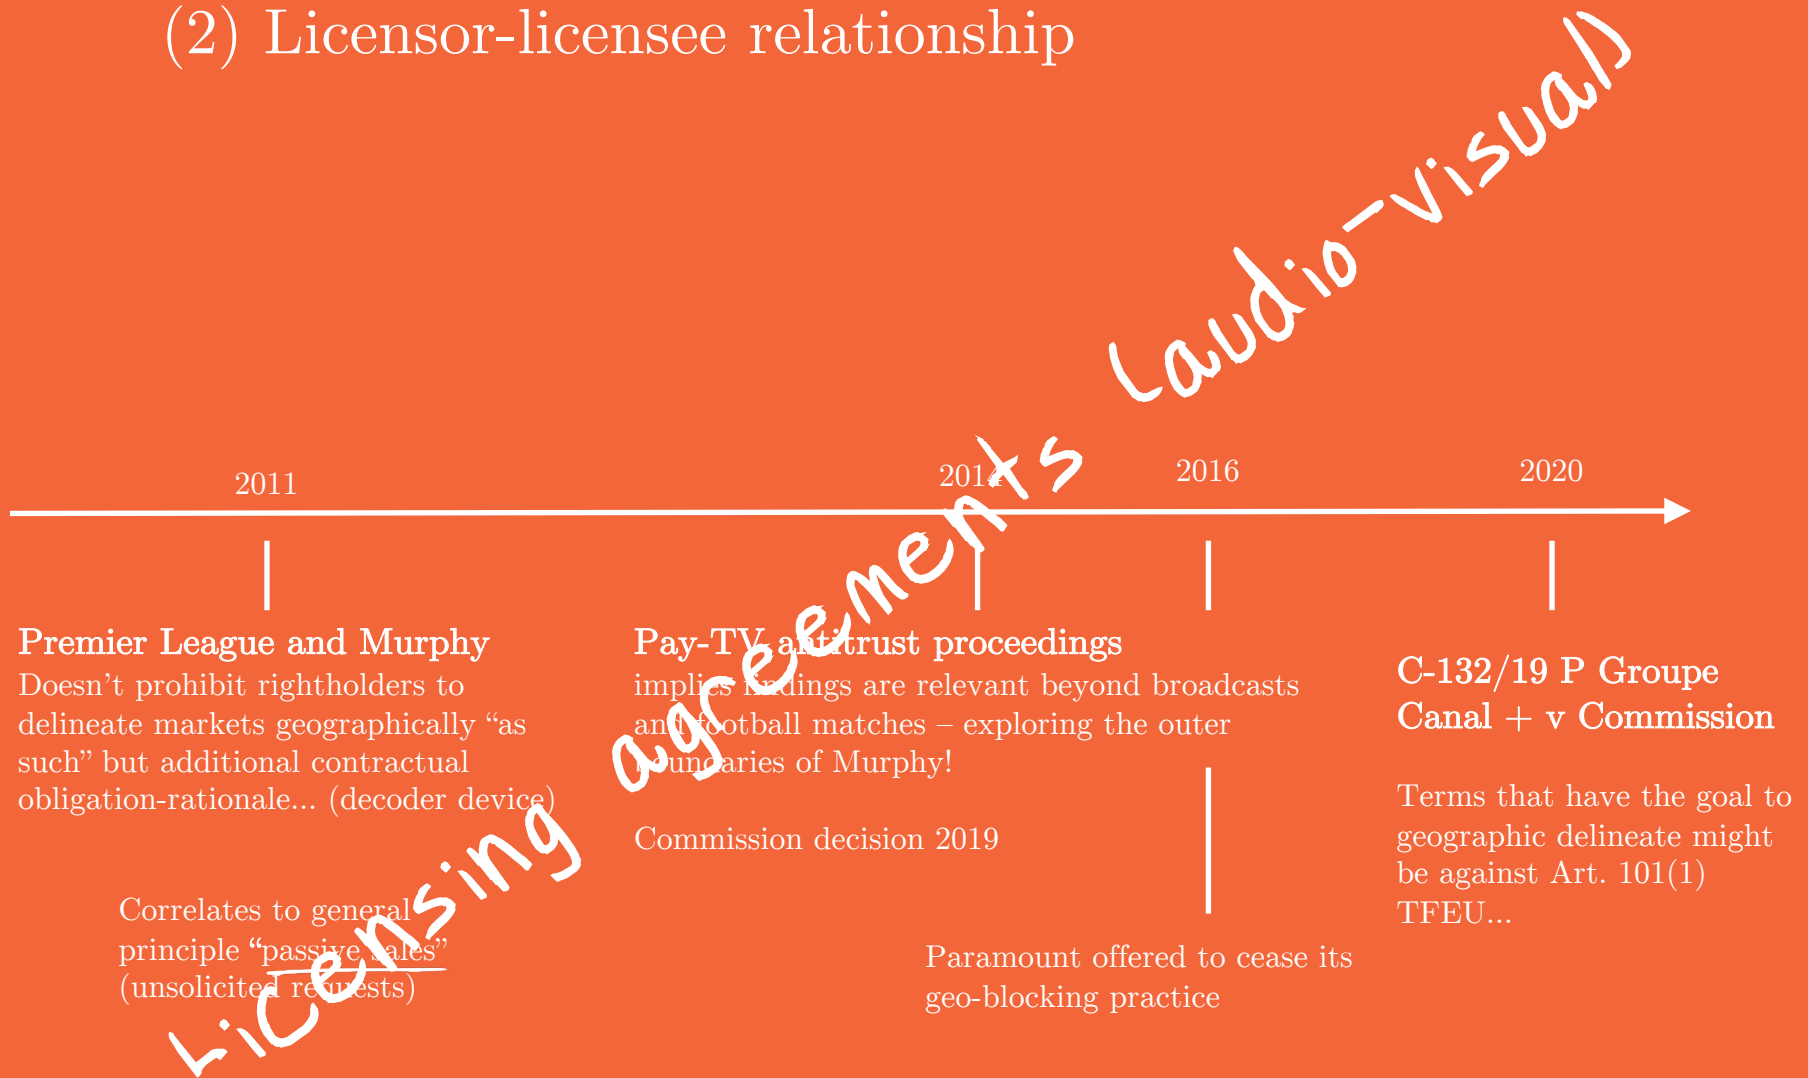 (2) Licensor-licensee relationship
Licensing agreements (audio-visuals)
2011
2014
2016
2020
Premier League and Murphy
Doesn't prohibit rightholders to
delineate markets geographically “as
such” but additional contractual
obligation-rationale... (decoder device)
Correlates to general
principle “passive sales”
(unsolicited requests)
Pay-TV antitrust proceedings
implies findings are relevant beyond broadcasts
and football matches – exploring the outer
boundaries of Murphy!
Commission decision 2019
Paramount offered to cease its
geo-blocking practice
C-132/19 P Groupe
Canal + v Commission
Terms that have the goal to
geographic delineate might
be against Art. 101(1)
TFEU...